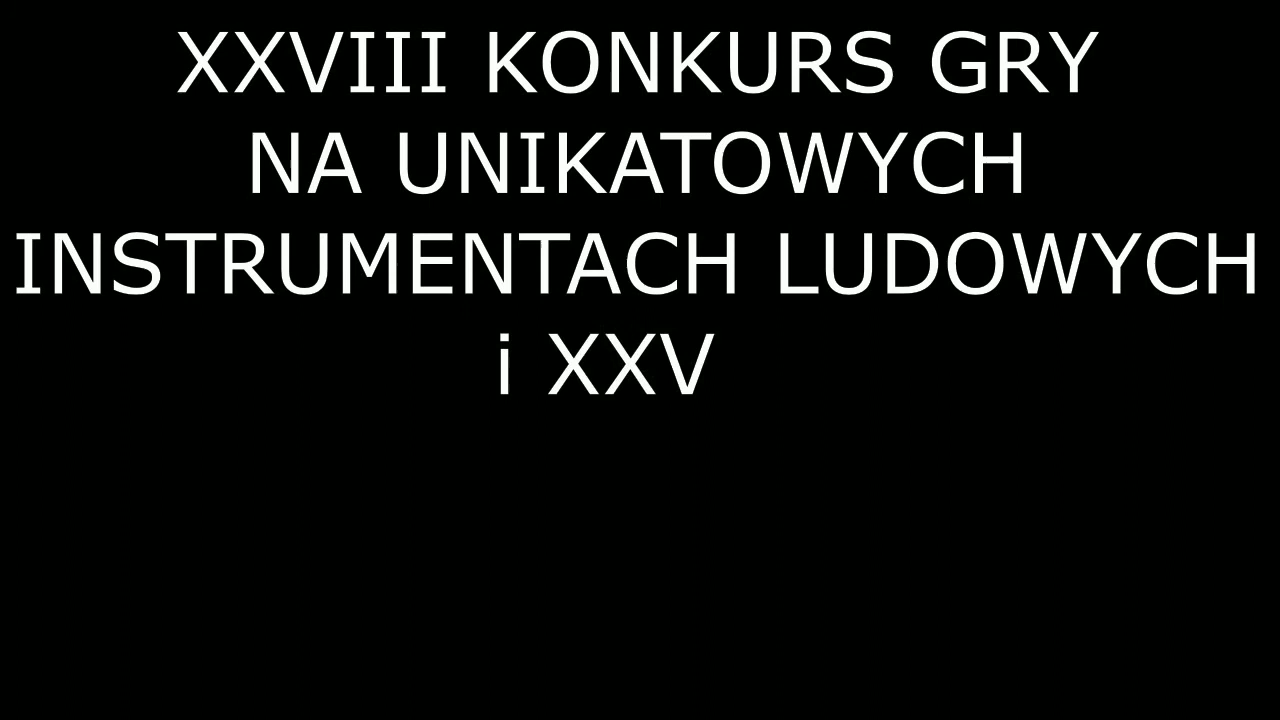 XXVIII KONKURS GRY
NA UNIKATOWYCH
INSTRUMENTACH LUDOWYCH
i XXV